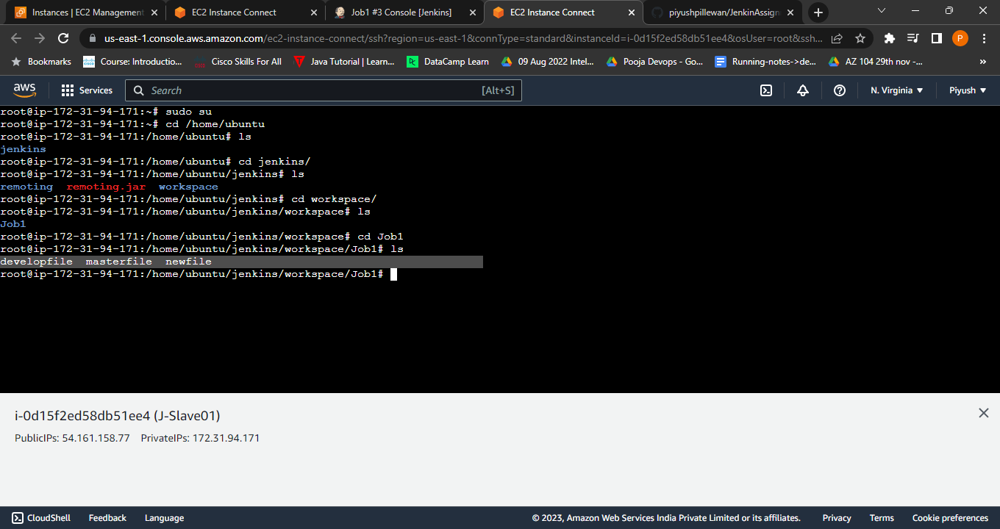 Instances | EC2 Management
EC2 Instance Connect
Job1 #3 Console [Jenkins]
EC2 Instance Connect
piyushpillewan/JenkinAssign
us-east-1.console.aws.amazon.com/ec2-instance-connect/ssh?region=us-east-1&connType=standard&instanceId=i-0d15f2ed58db51ee4&osUser=root&ssh...
P
Bookmarks
Course: Introductio...
Cisco Skills For All
Java Tutorial | Learn...
DataCamp Learn
09 Aug 2022 Intel...
Pooja Devops - Go...
Running-notes->de...
AZ 104 29th nov -...
»
aws
Services
Search
[Alt+S]
N. Virginia
Piyush
root@ip-172-31-94-171:~# sudo su
root@ip-172-31-94-171:~# cd /home/ubuntu
root@ip-172-31-94-171:/home/ubuntu# ls
jenkins
root@ip-172-31-94-171:/home/ubuntu# cd jenkins/
root@ip-172-31-94-171:/home/ubuntu/jenkins# ls
remoting  remoting.jar  workspace
root@ip-172-31-94-171:/home/ubuntu/jenkins# cd workspace/
root@ip-172-31-94-171:/home/ubuntu/jenkins/workspace# ls
Job1
root@ip-172-31-94-171:/home/ubuntu/jenkins/workspace# cd Job1
root@ip-172-31-94-171:/home/ubuntu/jenkins/workspace/Job1# ls
developfile  masterfile  newfile
root@ip-172-31-94-171:/home/ubuntu/jenkins/workspace/Job1#
i-0d15f2ed58db51ee4 (J-Slave01)
PublicIPs: 54.161.158.77  PrivateIPs: 172.31.94.171
CloudShell
Feedback
Language
© 2023, Amazon Web Services India Private Limited or its affiliates.
Privacy
Terms
Cookie preferences